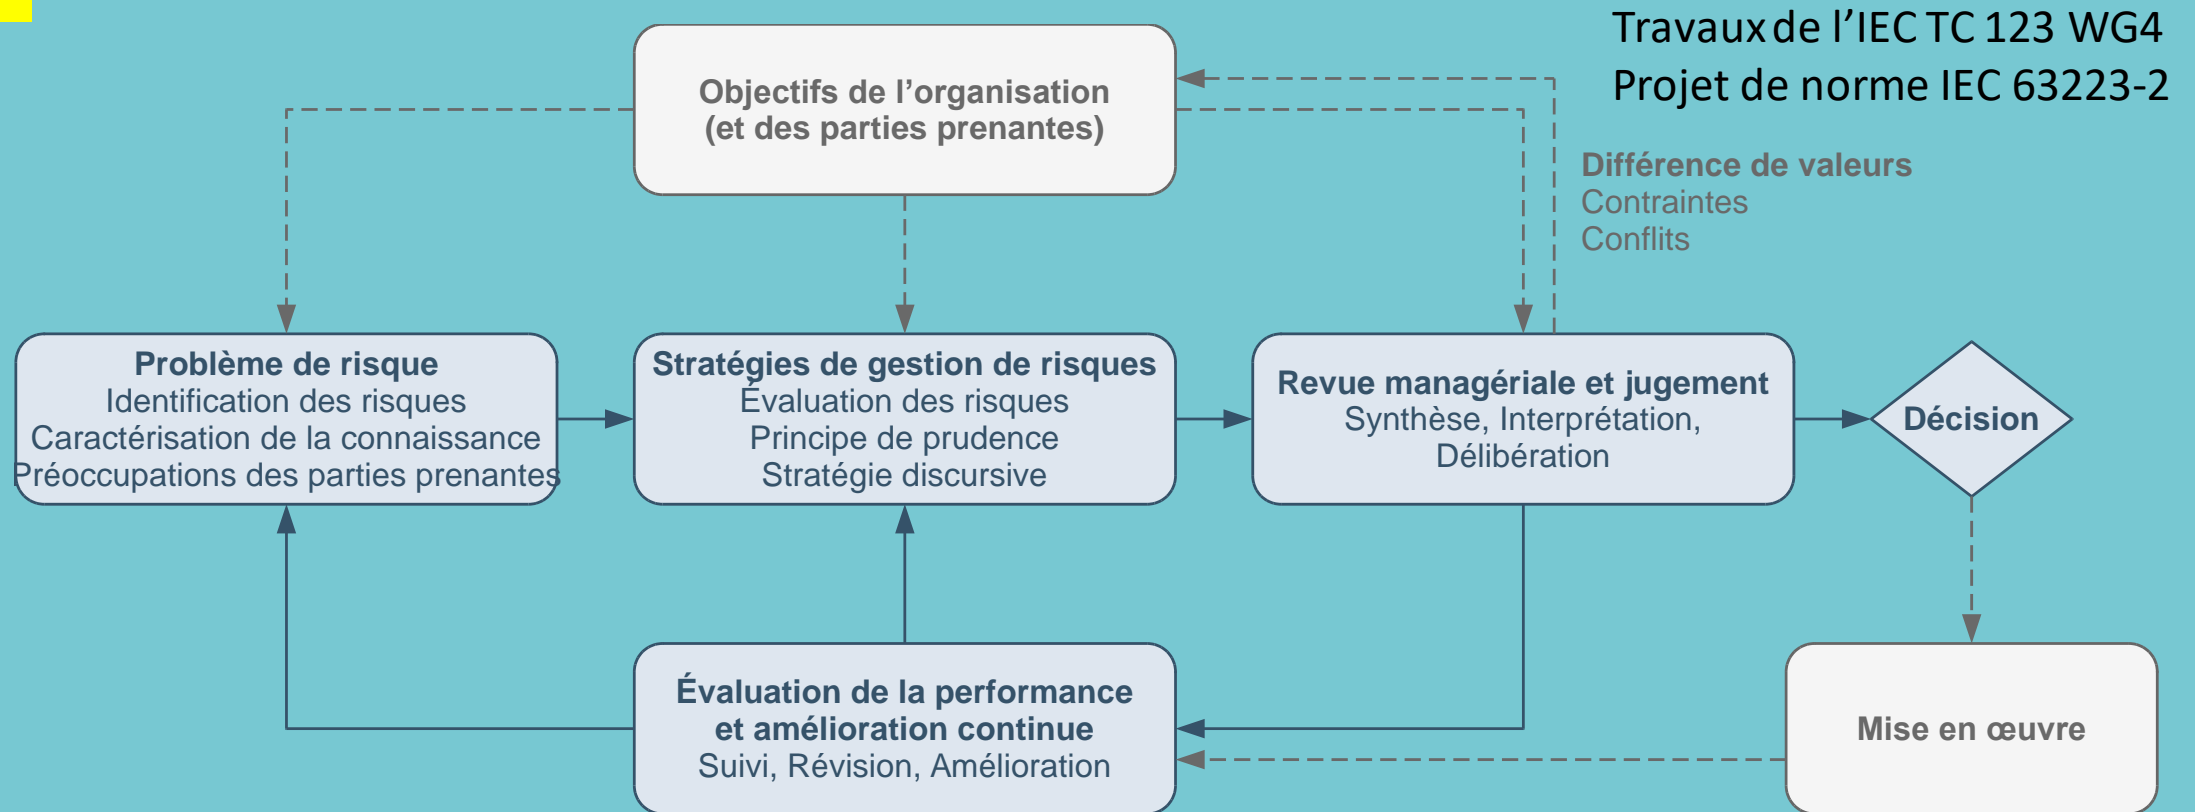 Travaux de l’IEC TC 123 WG4
Projet de norme IEC 63223-2
Objectifs de l’organisation
(et des parties prenantes)
Différence de valeurs
Contraintes
Conflits
Problème de risque
Identification des risques
Caractérisation de la connaissance
Préoccupations des parties prenantes
Stratégies de gestion de risques
Évaluation des risques
Principe de prudence
Stratégie discursive
Revue managériale et jugement
Synthèse, Interprétation,
Délibération
Décision
Évaluation de la performance
et amélioration continue
Suivi, Révision, Amélioration
Mise en œuvre